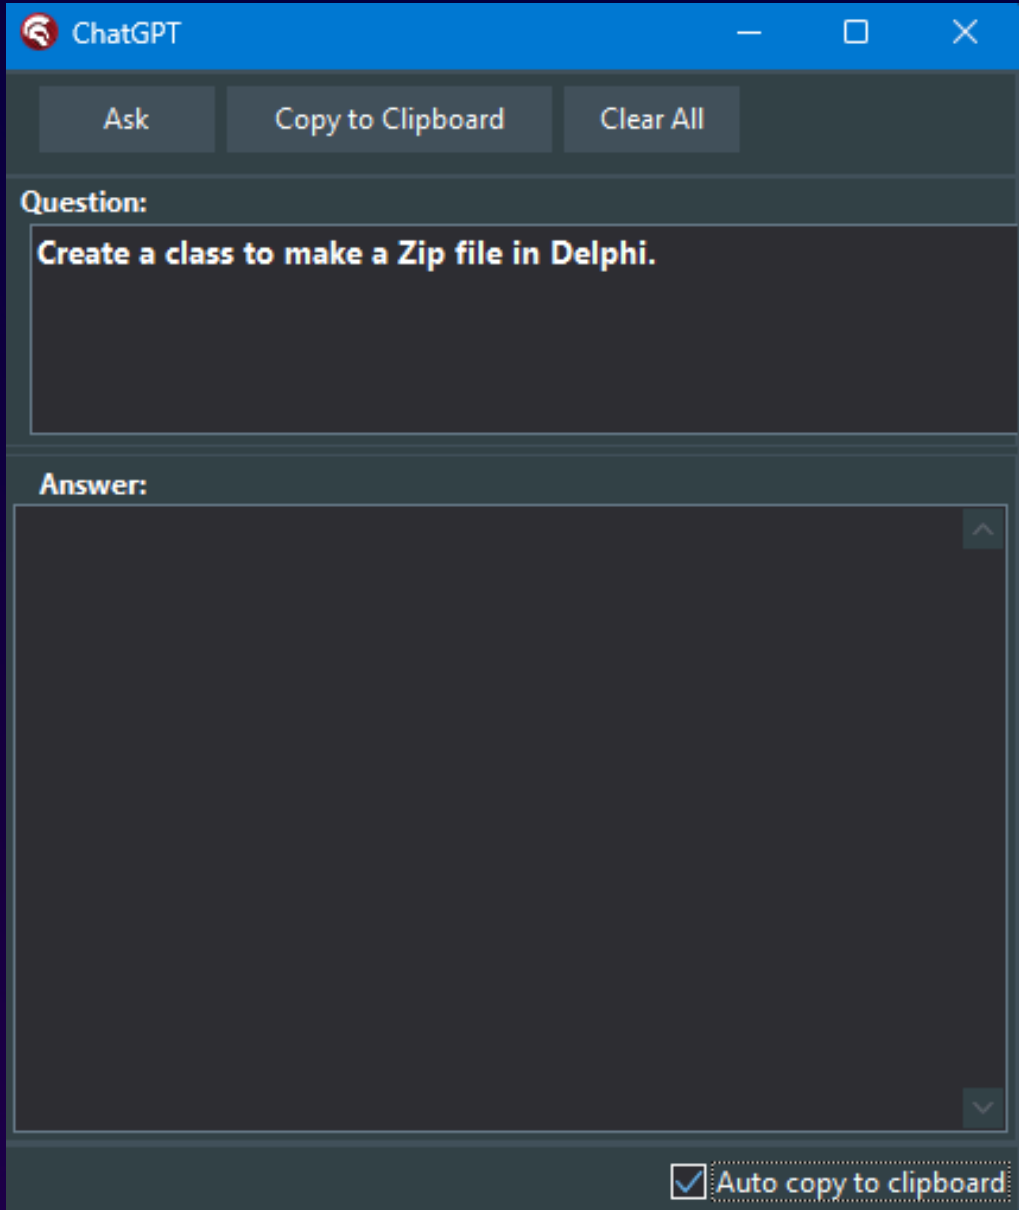 ChatGPT
Ask Copy to Clipboard Clear All
Question:
Create a class to make a Zip file in Delphi.
Answer:
Auto copy to clipboard